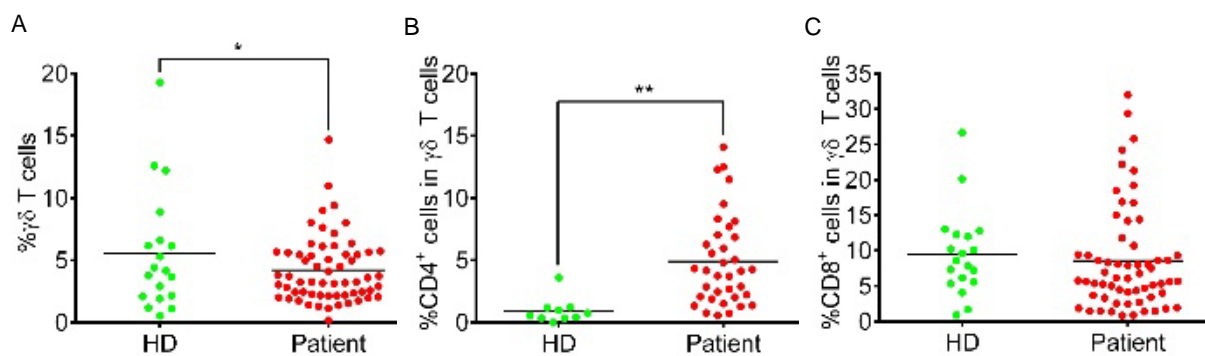 A
%γδ T cells
*
20
15
10
5
0
HD Patient
B
%CD4+ cells in γδ T cells
**
20
15
10
5
0
HD Patient
C
%CD8+ cells in γδ T cells
35
30
25
20
15
10
5
0
HD Patient